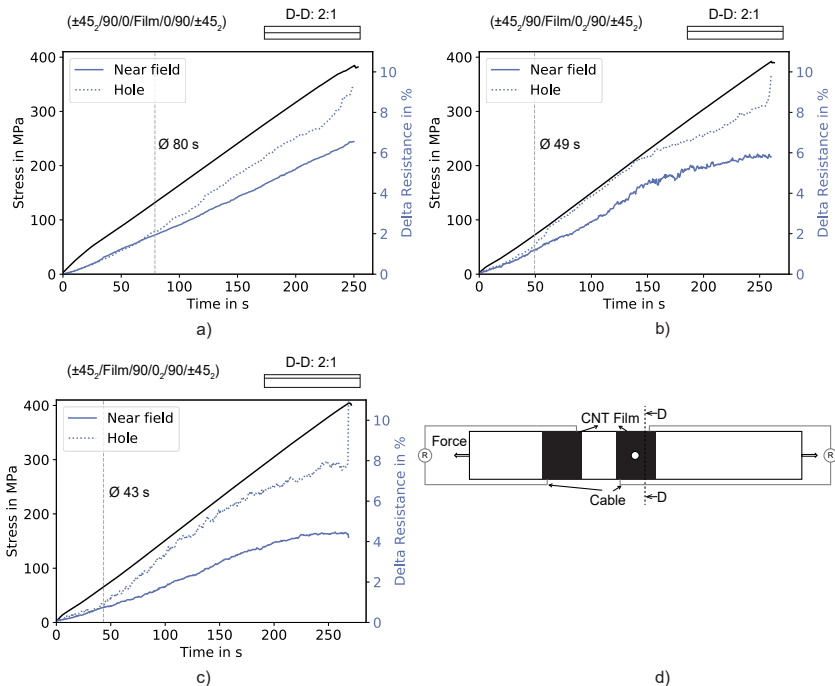 (±45₂/90/0/Film/0/90/±45₂)
D-D: 2:1
Near field
Hole
Ø 80 s
Stress in MPa
400
300
200
100
0
Delta Resistance in %
10
8
6
4
2
0
0 50 100 150 200 250
Time in s
a)
(±45₂/90/Film/0₂/90/±45₂)
D-D: 2:1
Near field
Hole
Ø 49 s
Stress in MPa
400
300
200
100
0
Delta Resistance in %
10
8
6
4
2
0
0 50 100 150 200 250
Time in s
b)
(±45₂/Film/90/0₂/90/±45₂)
D-D: 2:1
Near field
Hole
Ø 43 s
Stress in MPa
400
300
200
100
0
Delta Resistance in %
10
8
6
4
2
0
0 50 100 150 200 250
Time in s
c)
D
CNT Film
Force
R
R
Cable
D
d)